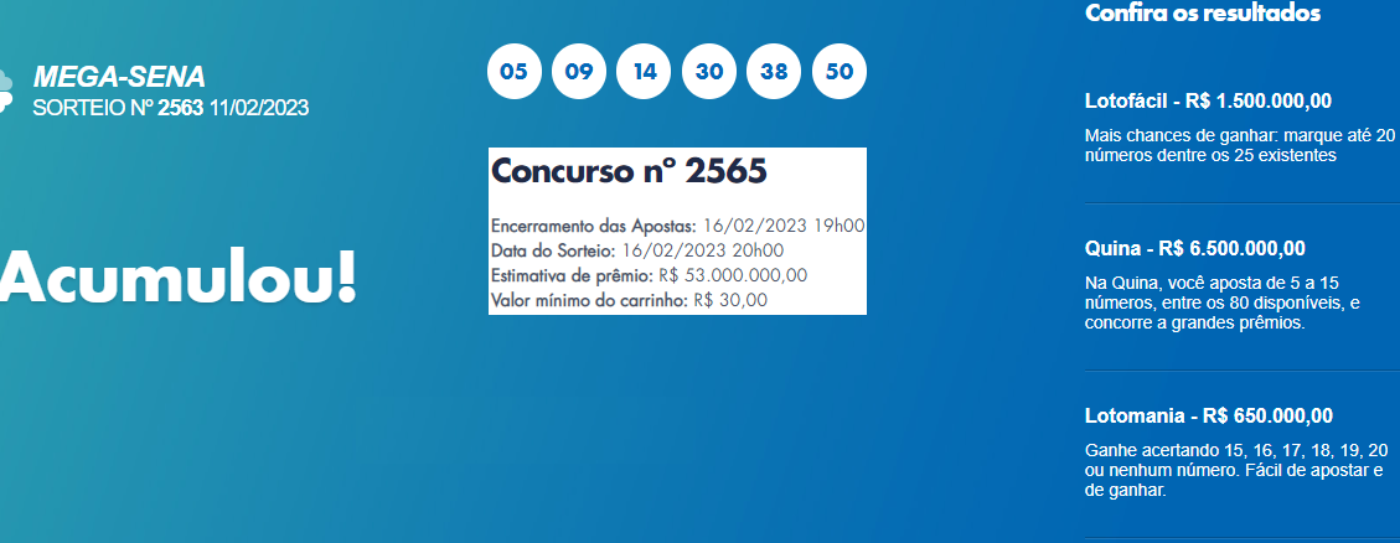 MEGA-SENA
SORTEIO Nº 2563 11/02/2023
Acumulou!
05 09 14 30 38 50
Concurso nº 2565
Encerramento das Apostas: 16/02/2023 19h00
Data do Sorteio: 16/02/2023 20h00
Estimativa de prêmio: R$ 53.000.000,00
Valor mínimo do carrinho: R$ 30,00
Confira os resultados
Lotofácil - R$ 1.500.000,00
Mais chances de ganhar: marque até 20
números dentre os 25 existentes
Quina - R$ 6.500.000,00
Na Quina, você aposta de 5 a 15
números, entre os 80 disponíveis, e
concorre a grandes prêmios.
Lotomania - R$ 650.000,00
Ganhe acertando 15, 16, 17, 18, 19, 20
ou nenhum número. Fácil de apostar e
de ganhar.